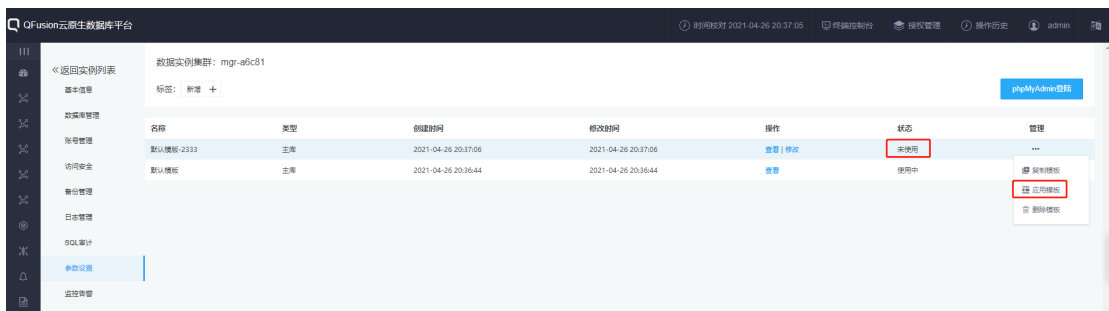 QFusion云原生数据库平台
时间校对 2021-04-26 20:37:05 终端控制台 授权管理 操作历史 admin
«返回实例列表
基本信息
数据库管理
账号管理
访问安全
备份管理
日志管理
SQL审计
参数设置
监控告警
数据实例集群：mgr-a6c81
标签： 新增 +
phpMyAdmin登陆
名称 类型 创建时间 修改时间 操作 状态 管理
默认模版-2333 主库 2021-04-26 20:37:06 2021-04-26 20:37:06 查看 | 修改 未使用 ...
默认模版 主库 2021-04-26 20:36:44 2021-04-26 20:36:44 查看 使用中
复制模板
应用模板
删除模板